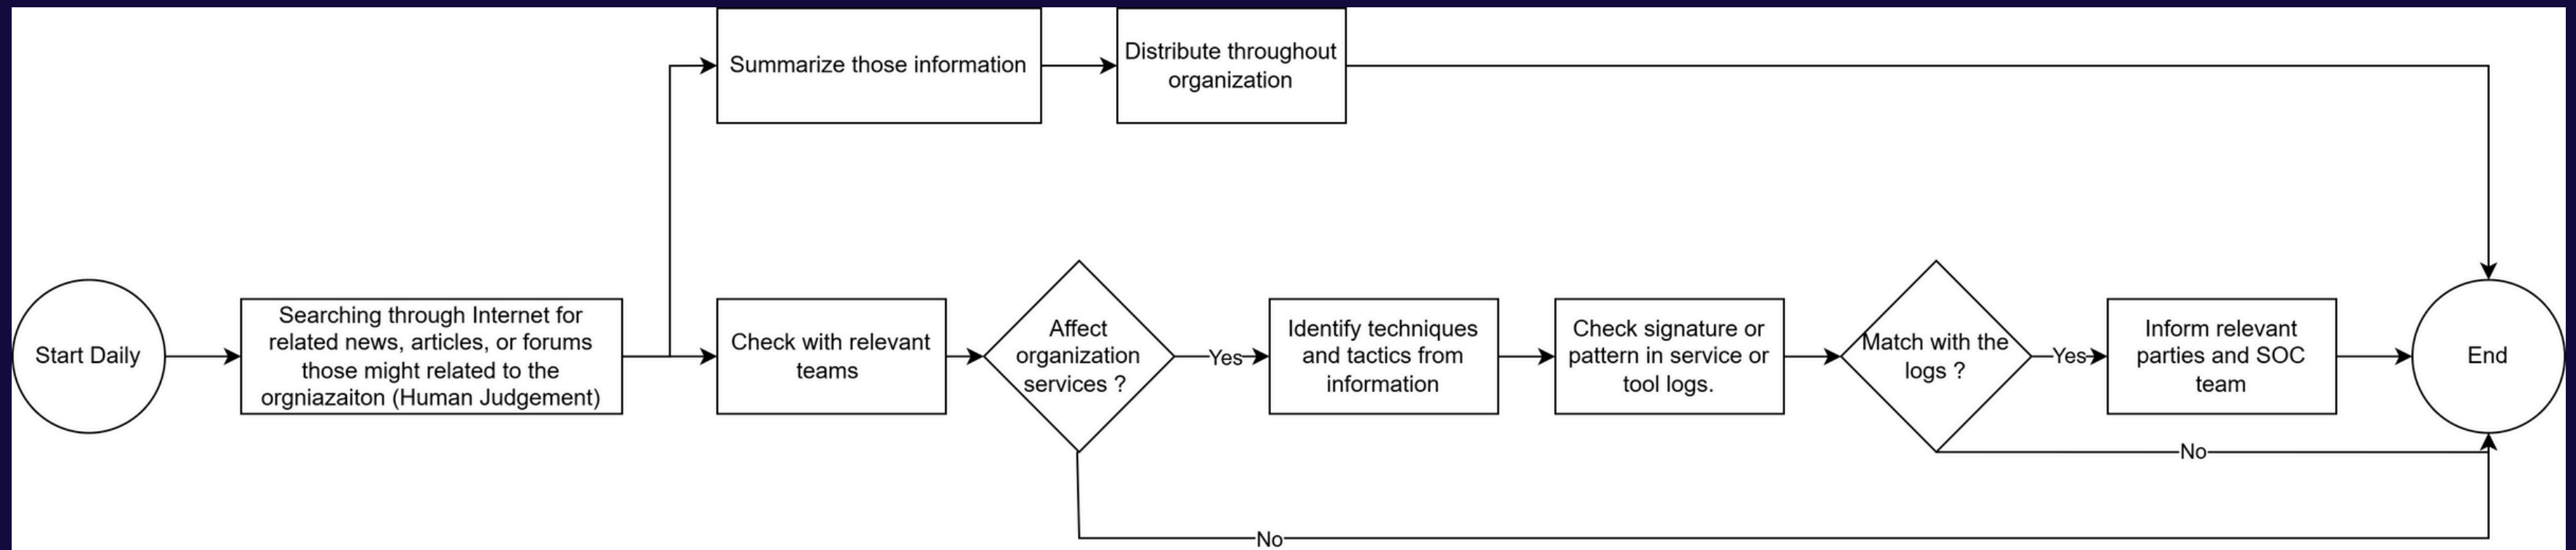 Summarize those information
Distribute throughout
organization
Start Daily
Searching through Internet for
related news, articles, or forums
those might related to the
orgniazaiton (Human Judgement)
Check with relevant
teams
Affect
organization
services ?
Yes
Identify techniques
and tactics from
information
Check signature or
pattern in service or
tool logs.
Match with the
logs ?
Yes
Inform relevant
parties and SOC
team
End
No
No